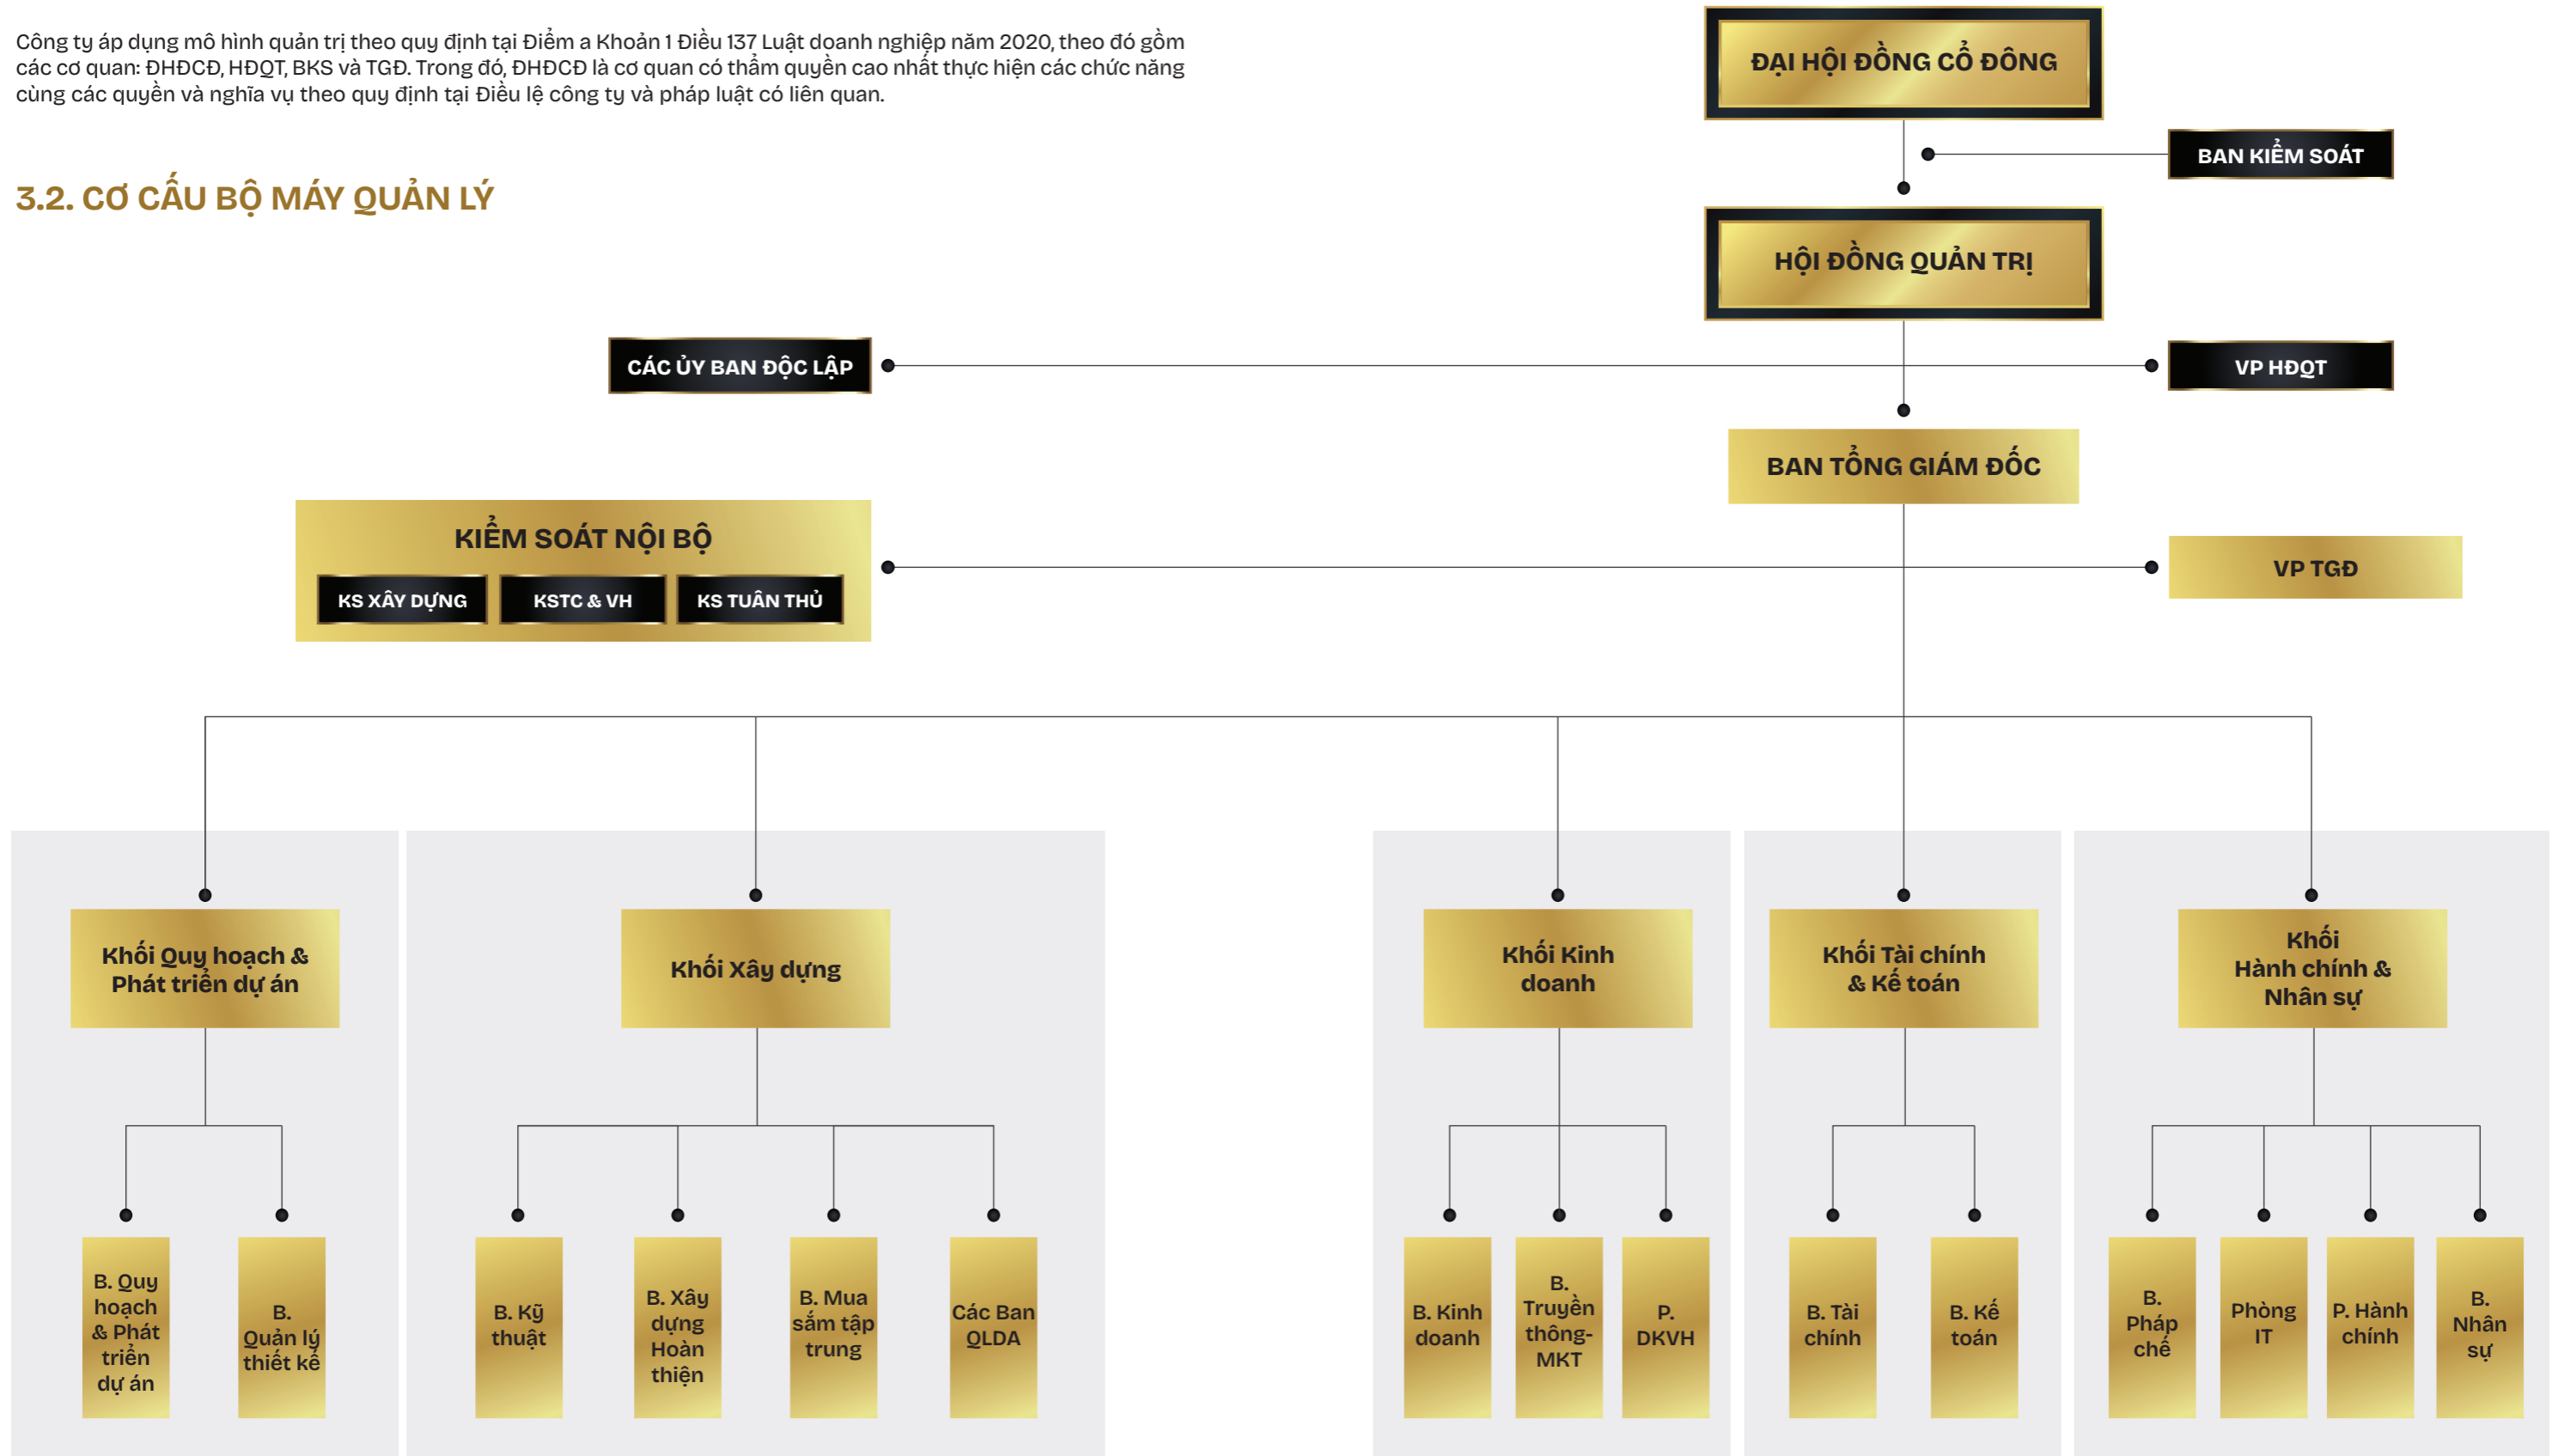 Công ty áp dụng mô hình quản trị theo quy định tại Điểm a Khoản 1 Điều 137 Luật doanh nghiệp năm 2020, theo đó gồm
các cơ quan: ĐHĐCĐ, HĐQT, BKS và TGĐ. Trong đó, ĐHĐCĐ là cơ quan có thẩm quyền cao nhất thực hiện các chức năng
cùng các quyền và nghĩa vụ theo quy định tại Điều lệ công ty và pháp luật có liên quan.
3.2. CƠ CẤU BỘ MÁY QUẢN LÝ
ĐẠI HỘI ĐỒNG CỔ ĐÔNG
BAN KIỂM SOÁT
HỘI ĐỒNG QUẢN TRỊ
CÁC ỦY BAN ĐỘC LẬP
VP HĐQT
BAN TỔNG GIÁM ĐỐC
KIỂM SOÁT NỘI BỘ
KS XÂY DỰNG
KSTC & VH
KS TUÂN THỦ
VP TGĐ
Khối Quy hoạch &
Phát triển dự án
Khối Xây dựng
Khối Kinh
doanh
Khối Tài chính
& Kế toán
Khối
Hành chính &
Nhân sự
B. Quy
hoạch
& Phát
triển
dự án
B.
Quản lý
thiết kế
B. Kỹ
thuật
B. Xây
dựng
Hoàn
thiện
B. Mua
sắm tập
trung
Các Ban
QLDA
B. Kinh
doanh
B.
Truyền
thông-
MKT
P.
DKVH
B. Tài
chính
B. Kế
toán
B.
Pháp
chế
Phòng
IT
P. Hành
chính
B.
Nhân
sự